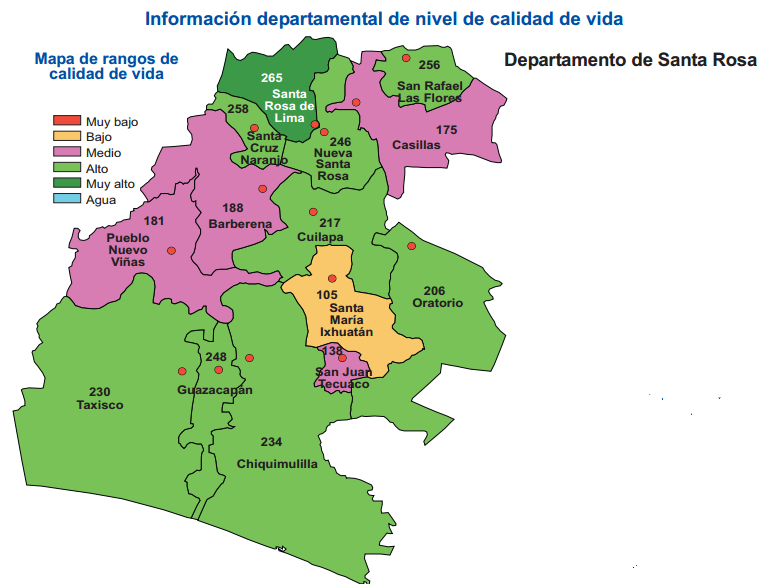 Información departamental de nivel de calidad de vida
Mapa de rangos de
calidad de vida
Departamento de Santa Rosa
Muy bajo
Bajo
Medio
Alto
Muy alto
Agua
256
San Rafael
Las Flores
265
Santa
Rosa de
Lima
258
Santa
Cruz
Naranjo
246
Nueva
Santa
Rosa
175
Casillas
188
Barberena
181
Pueblo
Nuevo
Viñas
217
Cuilapa
206
Oratorio
105
Santa
María
Ixhuatán
138
San Juan
Tecuaco
248
Guazacapán
230
Taxisco
234
Chiquimulilla